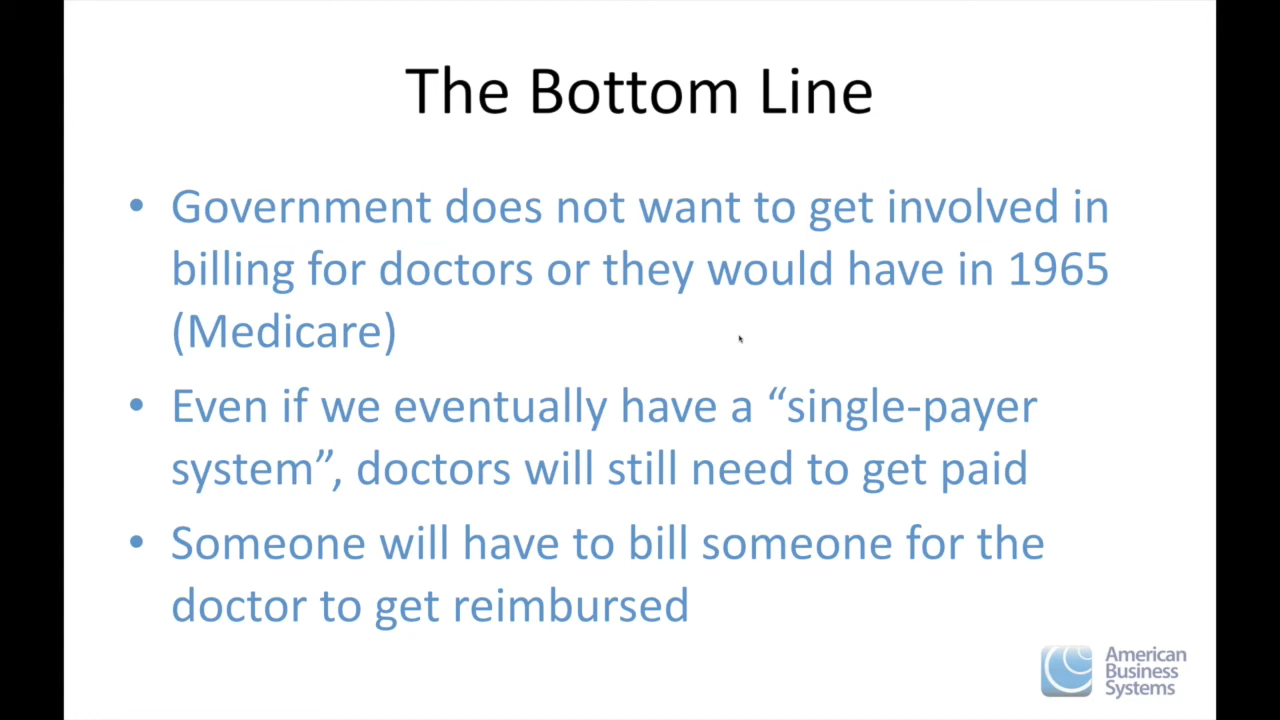 The Bottom Line
• Government does not want to get involved in
billing for doctors or they would have in 1965
(Medicare)
• Even if we eventually have a “single-payer
system”, doctors will still need to get paid
• Someone will have to bill someone for the
doctor to get reimbursed
American
Business
Systems